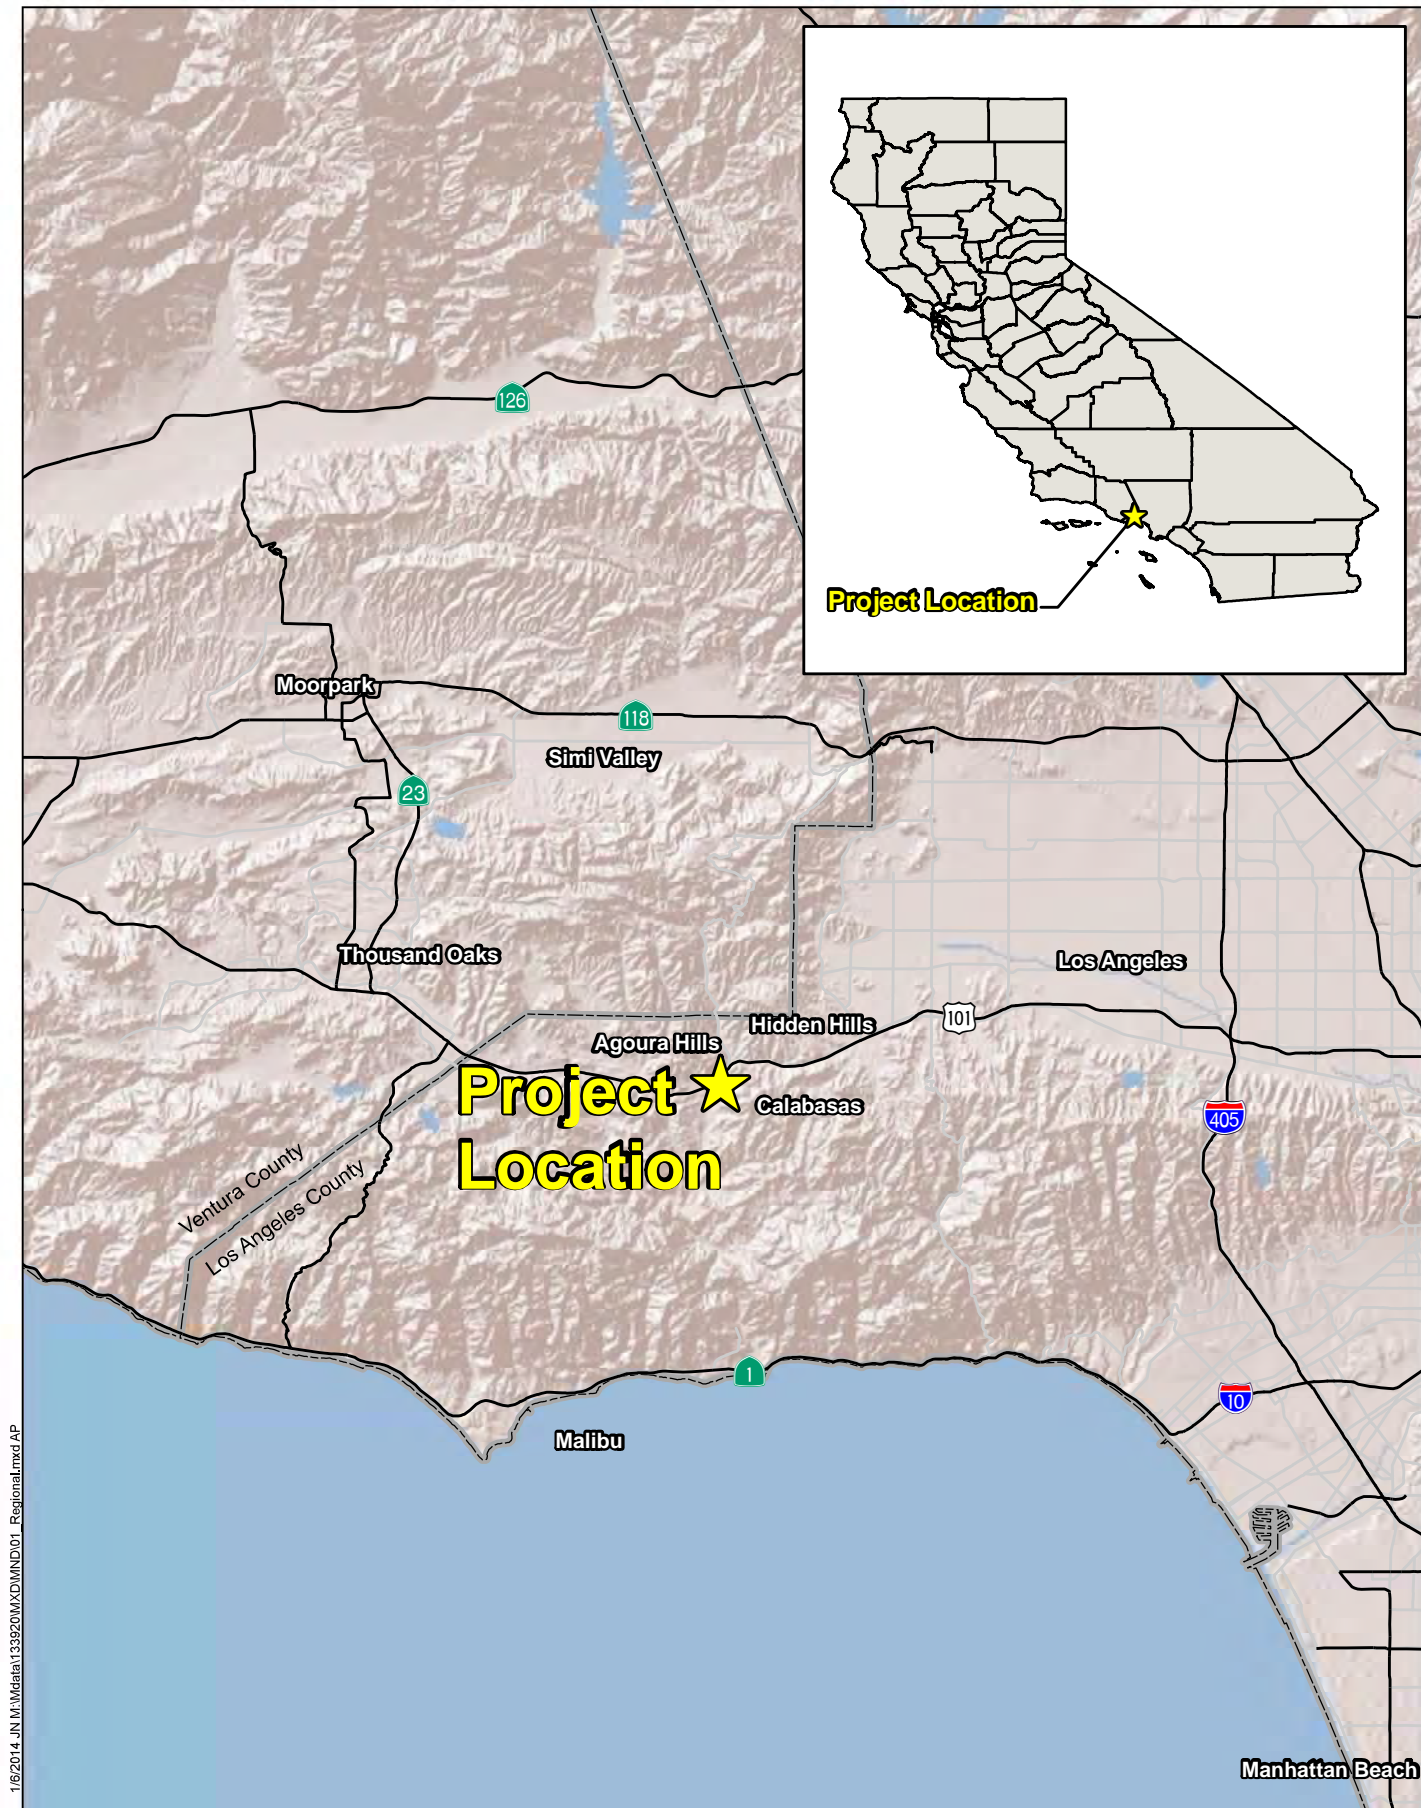 Project Location
126
Moorpark
118
Simi Valley
23
Thousand Oaks
Los Angeles
101
Hidden Hills
Agoura Hills
Project
Location
Calabasas
405
Ventura County
Los Angeles County
1
10
Malibu
Manhattan Beach
1/6/2014 JN M:\Mdata\133920\MXD\MND\01_Regional.mxd AP